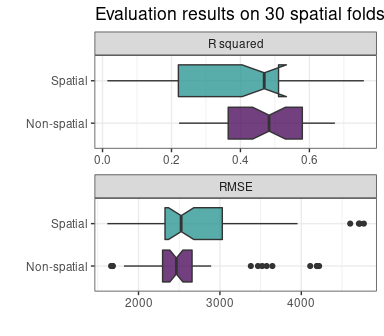 Evaluation results on 30 spatial folds
R squared
Spatial
Non-spatial
0.0 0.2 0.4 0.6
RMSE
Spatial
Non-spatial
2000 3000 4000